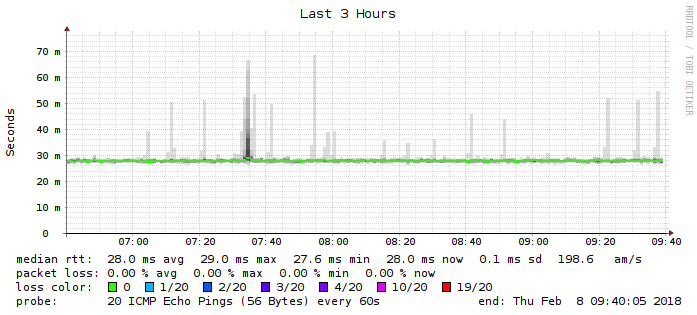 Last 3 Hours
RRDTOOL / TOBI OETIKER
Seconds
70 m
60 m
50 m
40 m
30 m
20 m
10 m
0
07:00 07:20 07:40 08:00 08:20 08:40 09:00 09:20 09:40
median rtt: 28.0 ms avg 29.0 ms max 27.6 ms min 28.0 ms now 0.1 ms sd 198.6 am/s
packet loss: 0.00 % avg 0.00 % max 0.00 % min 0.00 % now
loss color: 0 1/20 2/20 3/20 4/20 10/20 19/20
probe: 20 ICMP Echo Pings (56 Bytes) every 60s end: Thu Feb 8 09:40:05 2018